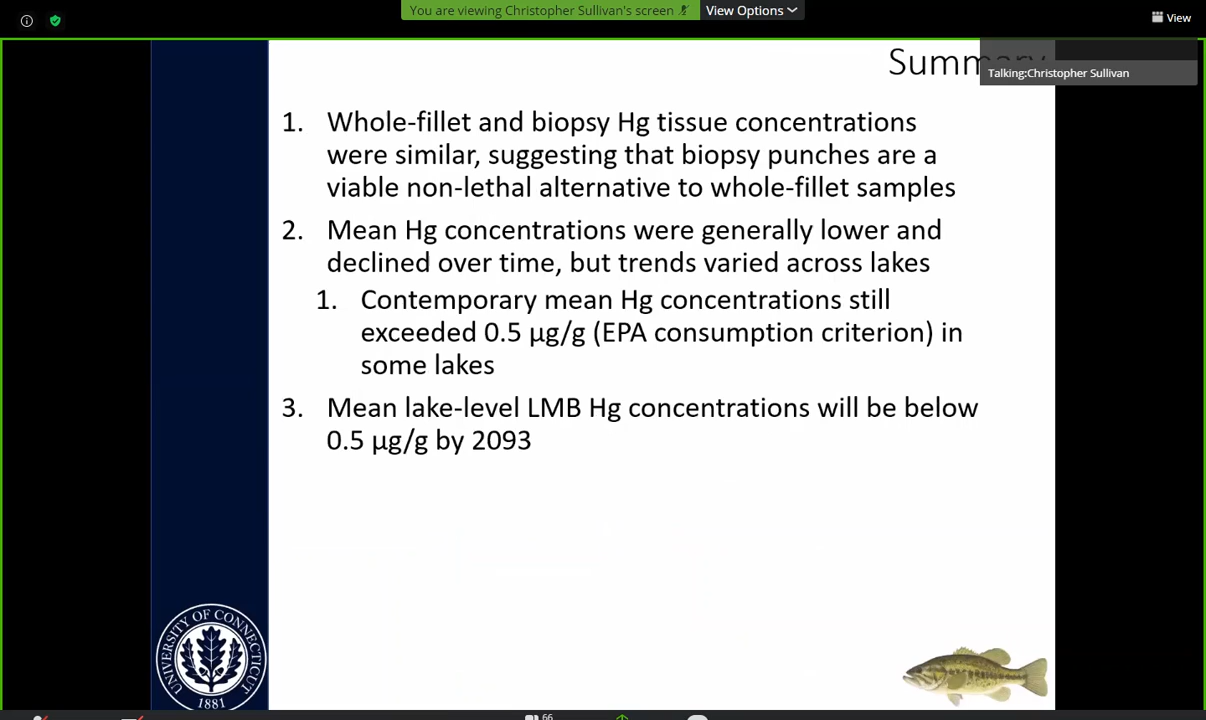 You are viewing Christopher Sullivan's screen
View Options
View
Talking:Christopher Sullivan
1. Whole-fillet and biopsy Hg tissue concentrations
were similar, suggesting that biopsy punches are a
viable non-lethal alternative to whole-fillet samples
2. Mean Hg concentrations were generally lower and
declined over time, but trends varied across lakes
1. Contemporary mean Hg concentrations still
exceeded 0.5 µg/g (EPA consumption criterion) in
some lakes
3. Mean lake-level LMB Hg concentrations will be below
0.5 µg/g by 2093
UNIVERSITY OF CONNECTICUT
1881
66